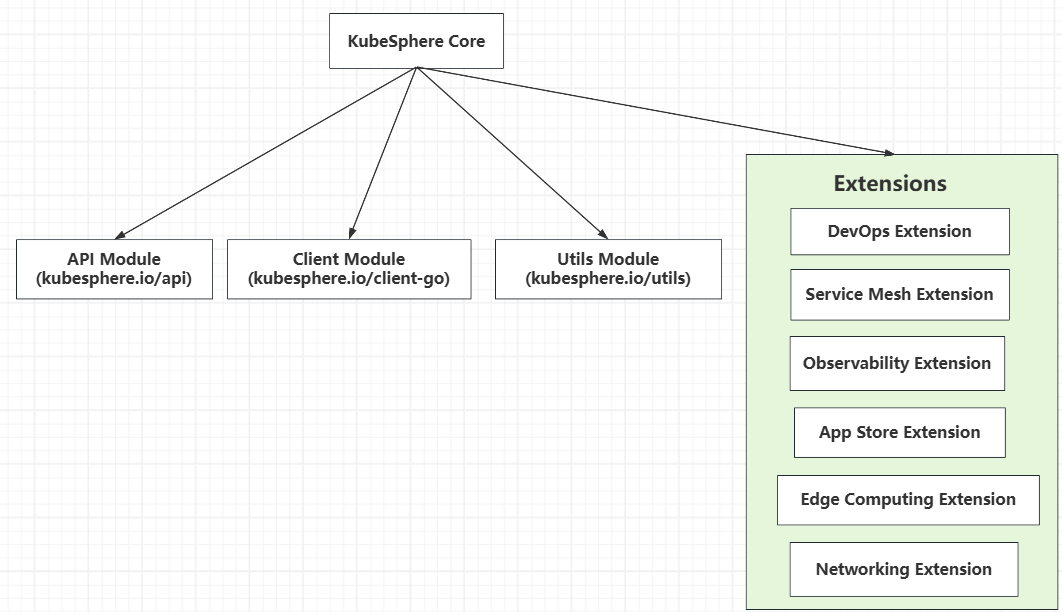 KubeSphere Core
API Module
(kubesphere.io/api)
Client Module
(kubesphere.io/client-go)
Utils Module
(kubesphere.io/utils)
Extensions
DevOps Extension
Service Mesh Extension
Observability Extension
App Store Extension
Edge Computing Extension
Networking Extension